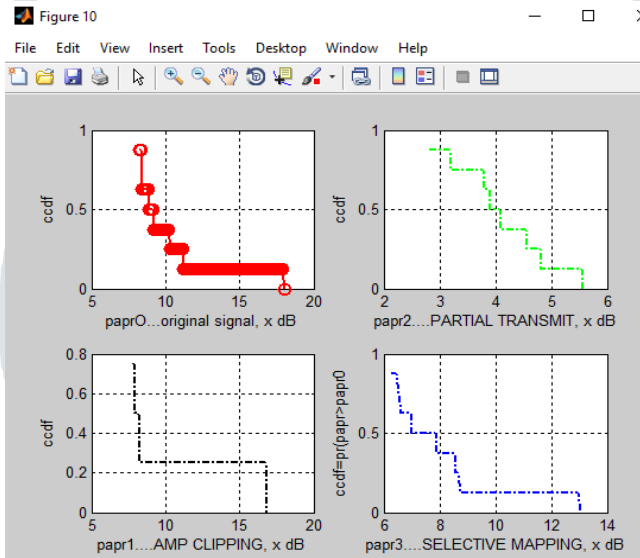 Figure 10
File Edit View Insert Tools Desktop Window Help
1
0.5
0
ccdf
5 10 15 20
paprO...original signal, x dB
1
0.5
0
ccdf
2 3 4 5 6
papr2....PARTIAL TRANSMIT, x dB
0.8
0.6
0.4
0.2
0
ccdf
5 10 15 20
papr1....AMP CLIPPING, x dB
1
0.5
0
ccdf=pr(papr>papr0
6 8 10 12 14
papr3....SELECTIVE MAPPING, x dB